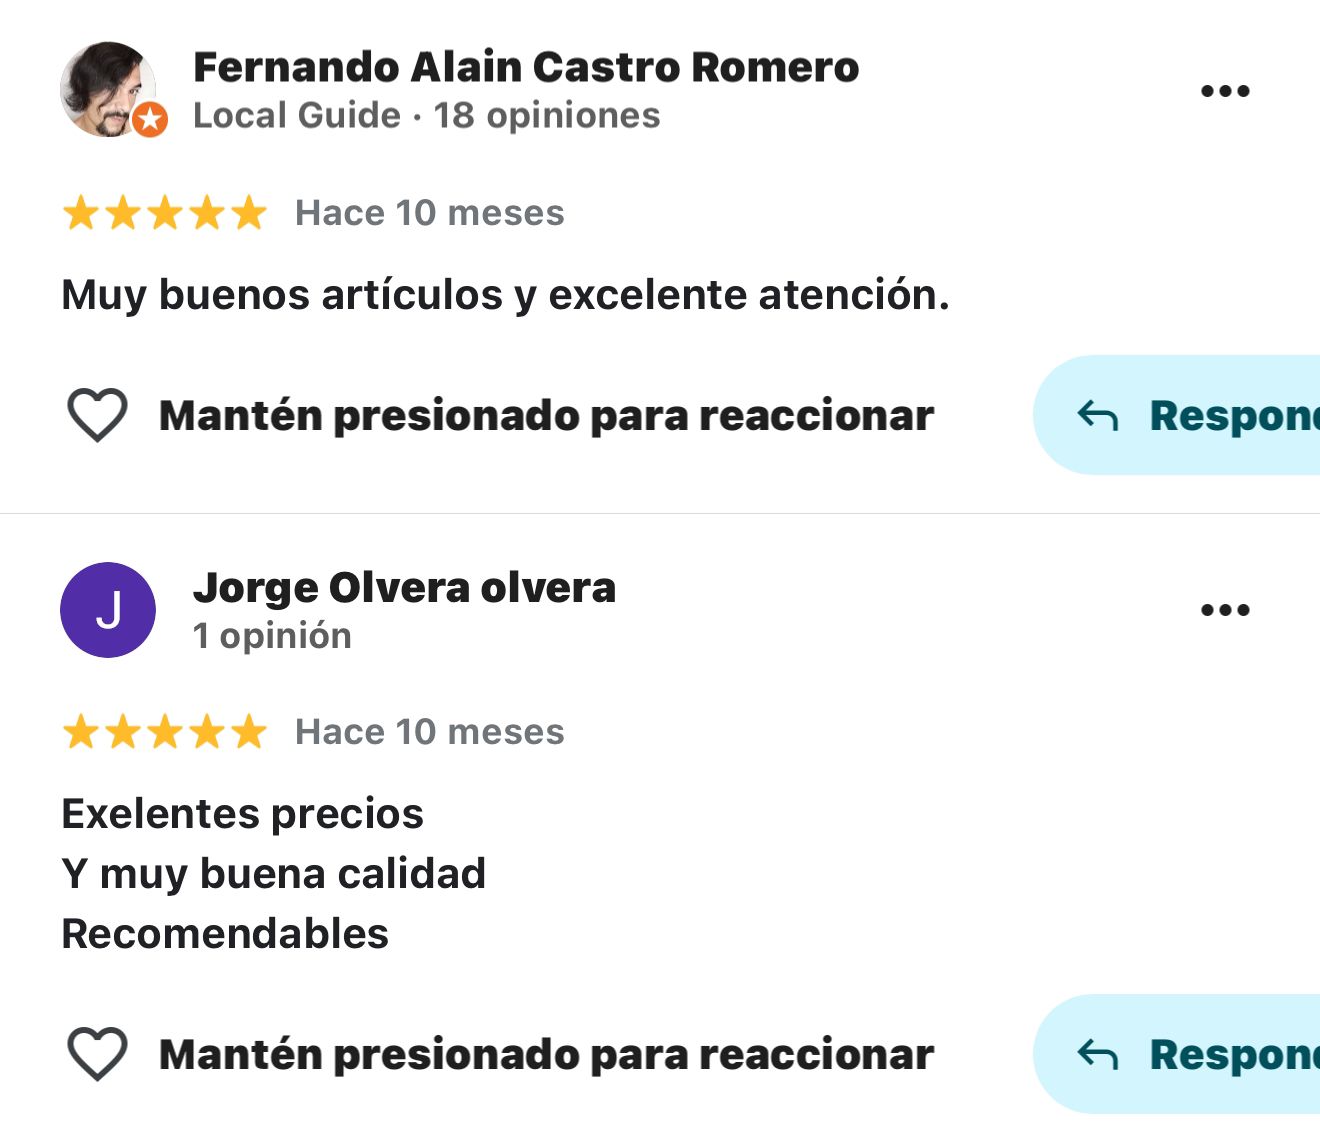 Fernando Alain Castro Romero
Local Guide · 18 opiniones
Hace 10 meses
Muy buenos artículos y excelente atención.
Mantén presionado para reaccionar
Respond
Jorge Olvera olvera
J
1 opinión
Hace 10 meses
Exelentes precios
Y muy buena calidad
Recomendables
Mantén presionado para reaccionar
Respond